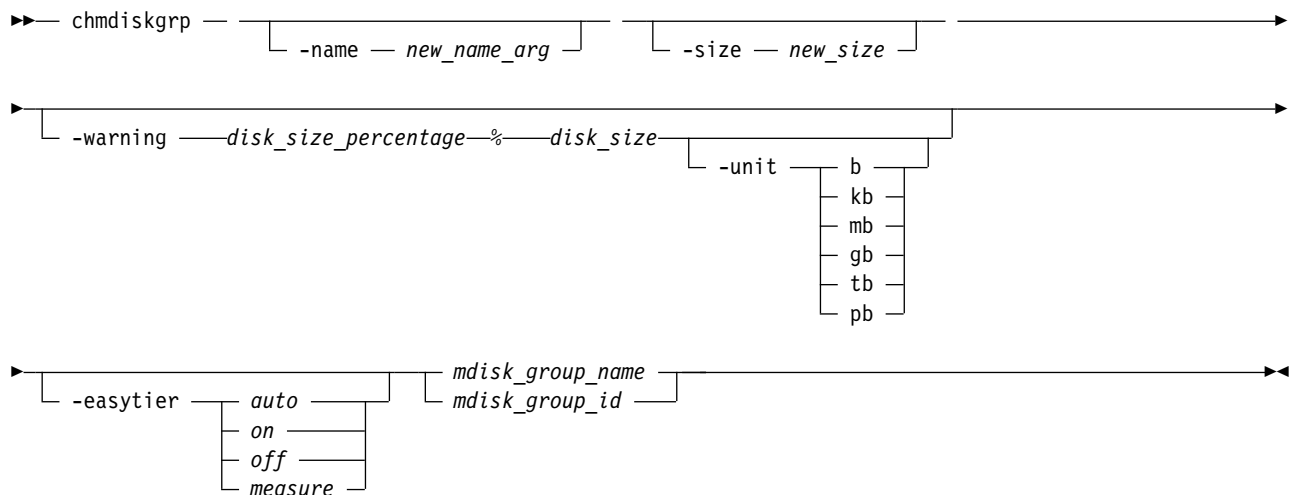 chmdiskgrp
-name new_name_arg -size new_size
-warning disk_size_percentage % disk_size
-unit b
kb
mb
gb
tb
pb
mdisk_group_name
-easytier auto mdisk_group_id
on
off
measure